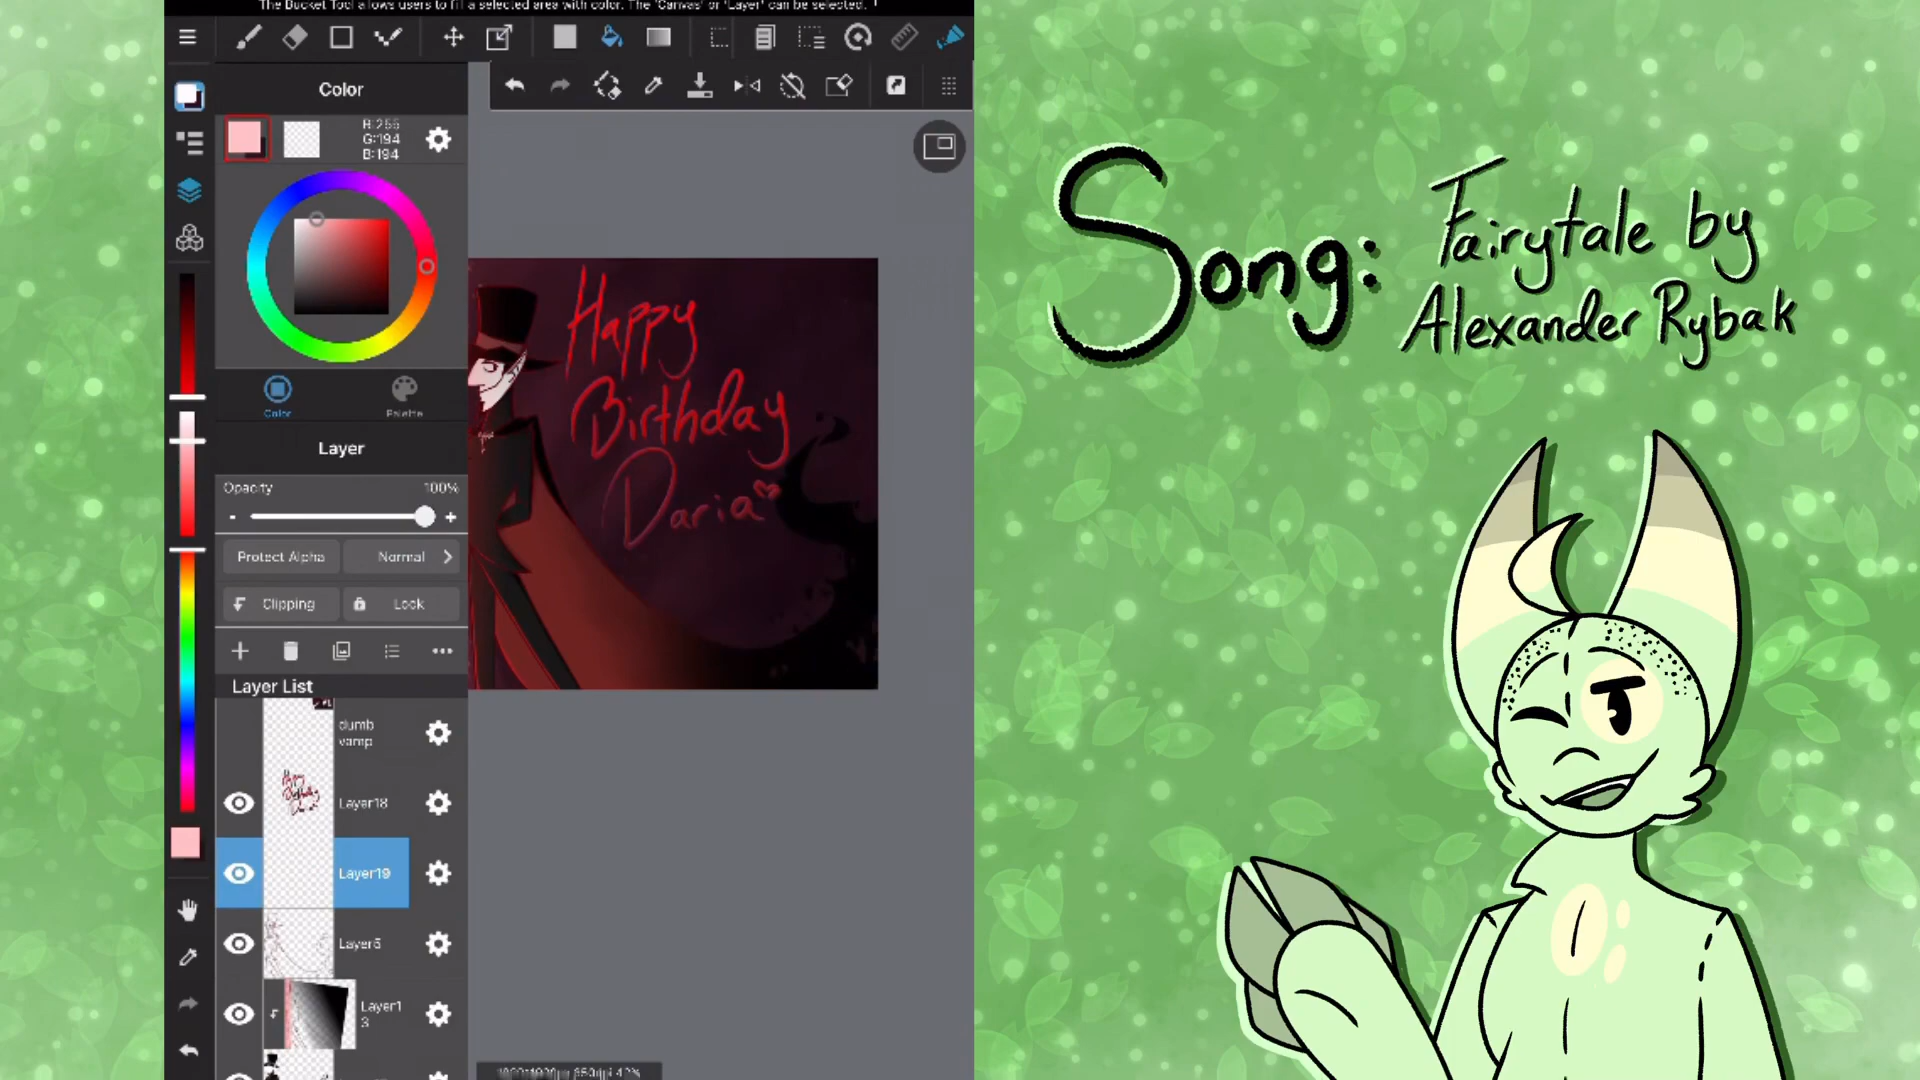 The Bucket Tool allows users to fill a selected area with color. The 'Canvas' or 'Layer' can be selected.
Color
R:255
G:194
B:194
Color
Palette
Layer
Opacity
100%
- +
Protect Alpha
Normal
Clipping
Lock
Layer List
dumb
vamp
Layer18
Layer19
Layer5
Layer1
3
Happy
Birthday
Daria
Song:
Fairytale by
Alexander Rybak